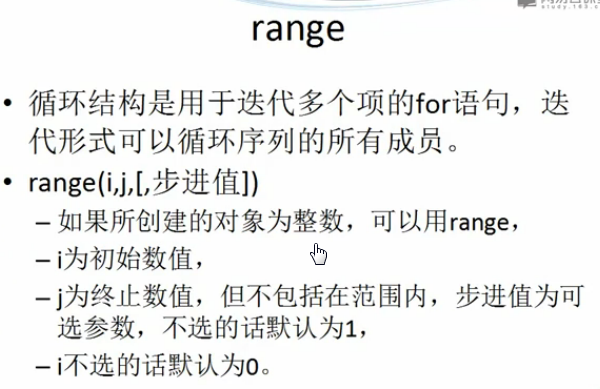 range
• 循环结构是用于迭代多个项的for语句，迭
代形式可以循环序列的所有成员。
• range(i,j,[,步进值])
– 如果所创建的对象为整数，可以用range，
– i为初始数值，
– j为终止数值，但不包括在范围内，步进值为可
选参数，不选的话默认为1，
– i不选的话默认为0。